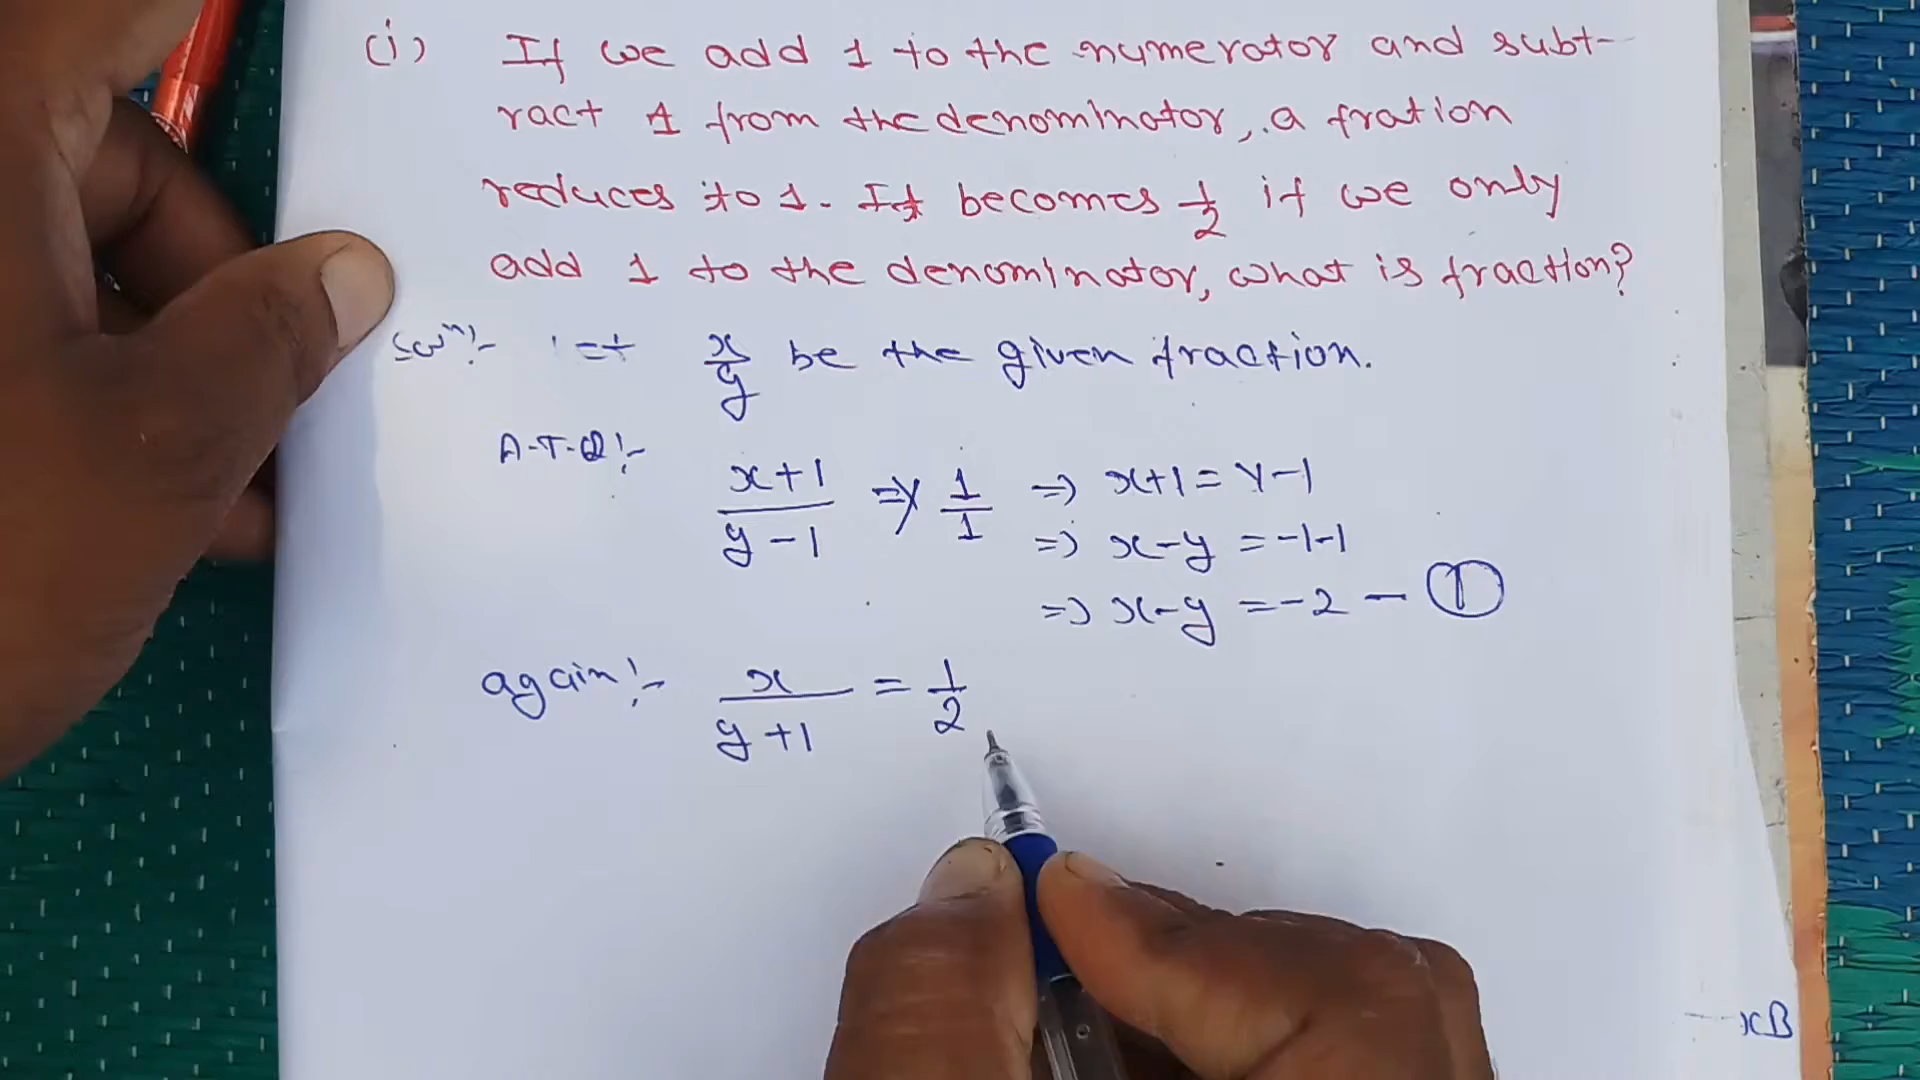 (i) If we add 1 to the numerator and subt-
ract 1 from the denominator, a fration
reduces to 1. It becomes 1/2 if we only
add 1 to the denominator, what is fraction?
Solⁿ:- let x/y be the given fraction.
A-T-Q:- (x+1)/(y-1) => 1/1 => x+1 = y-1
=> x-y = -1-1
=> x-y = -2 - ①
again:- x/(y+1) = 1/2